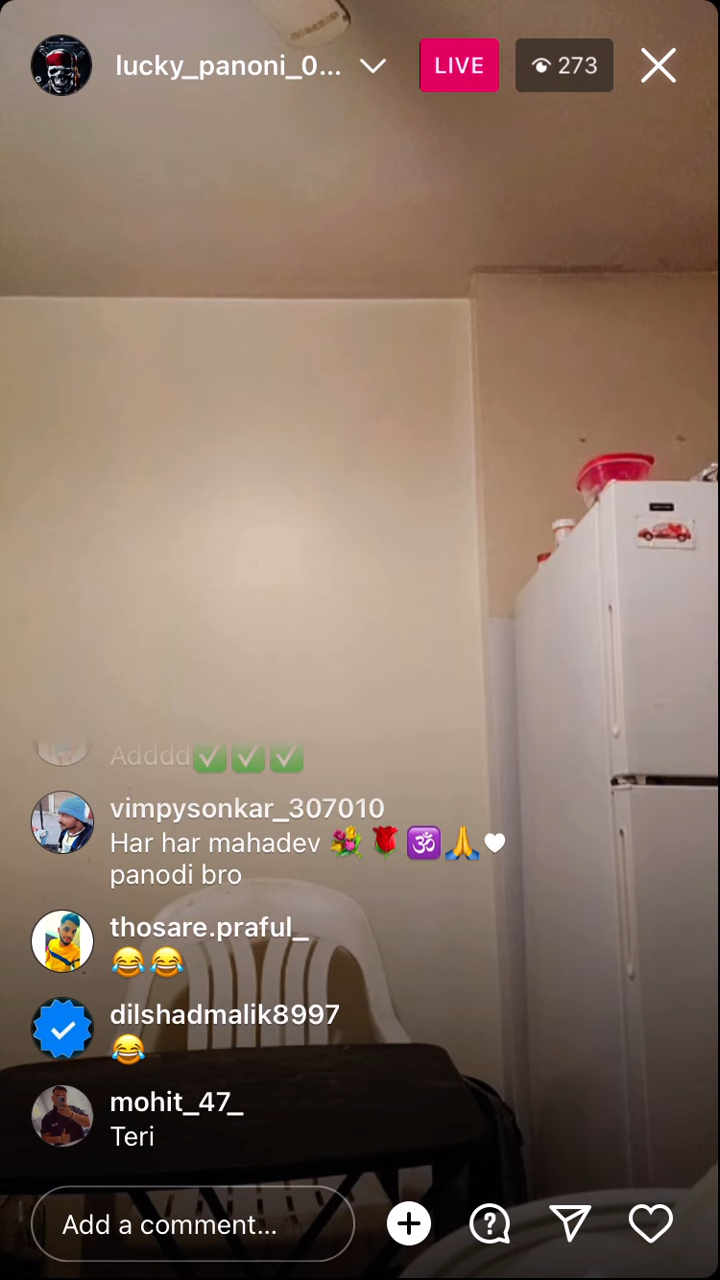 lucky_panoni_0...
LIVE
273
Adddd✅✅✅
vimpysonkar_307010
Har har mahadev 💐🌹🕉️🙏🤍
panodi bro
thosare.praful_
😂😂
dilshadmalik8997
😂
mohit_47_
Teri
Add a comment...